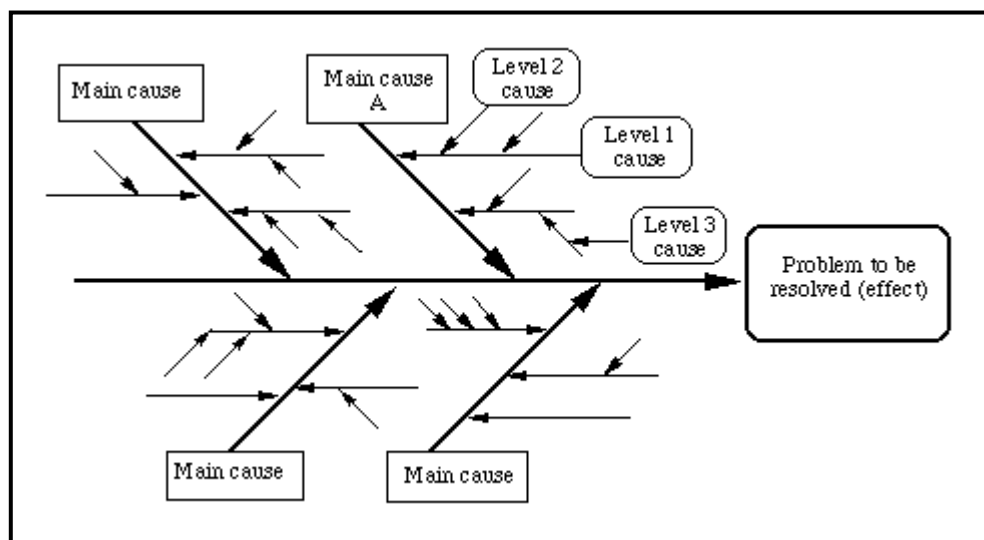 Main cause
Main cause
A
Level 2
cause
Level 1
cause
Level 3
cause
Problem to be
resolved (effect)
Main cause
Main cause